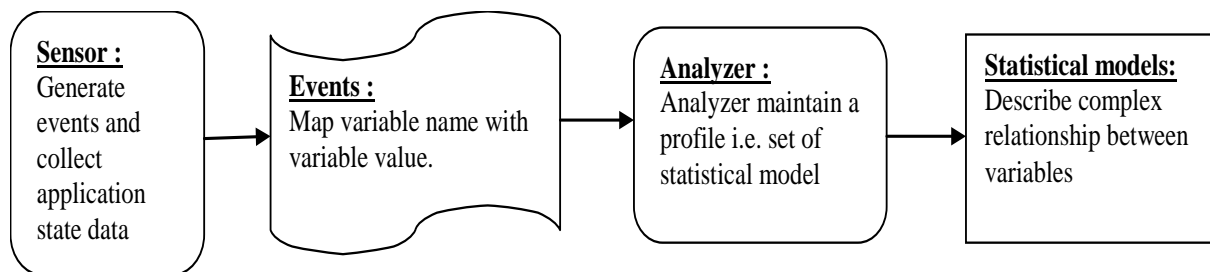 Sensor :
Generate
events and
collect
application
state data
Events :
Map variable name with
variable value.
Analyzer :
Analyzer maintain a
profile i.e. set of
statistical model
Statistical models:
Describe complex
relationship between
variables